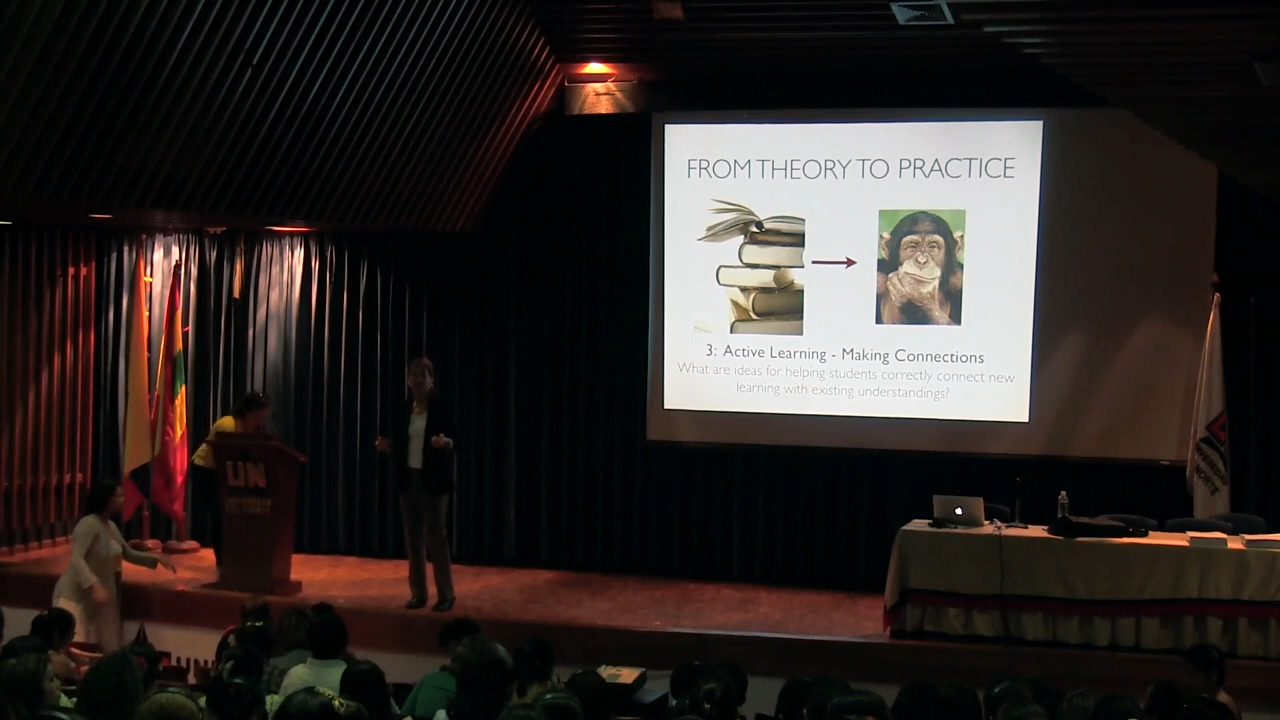 FROM THEORY TO PRACTICE
3: Active Learning - Making Connections
What are ideas for helping students correctly connect new
learning with existing understandings?
UN
NORTE